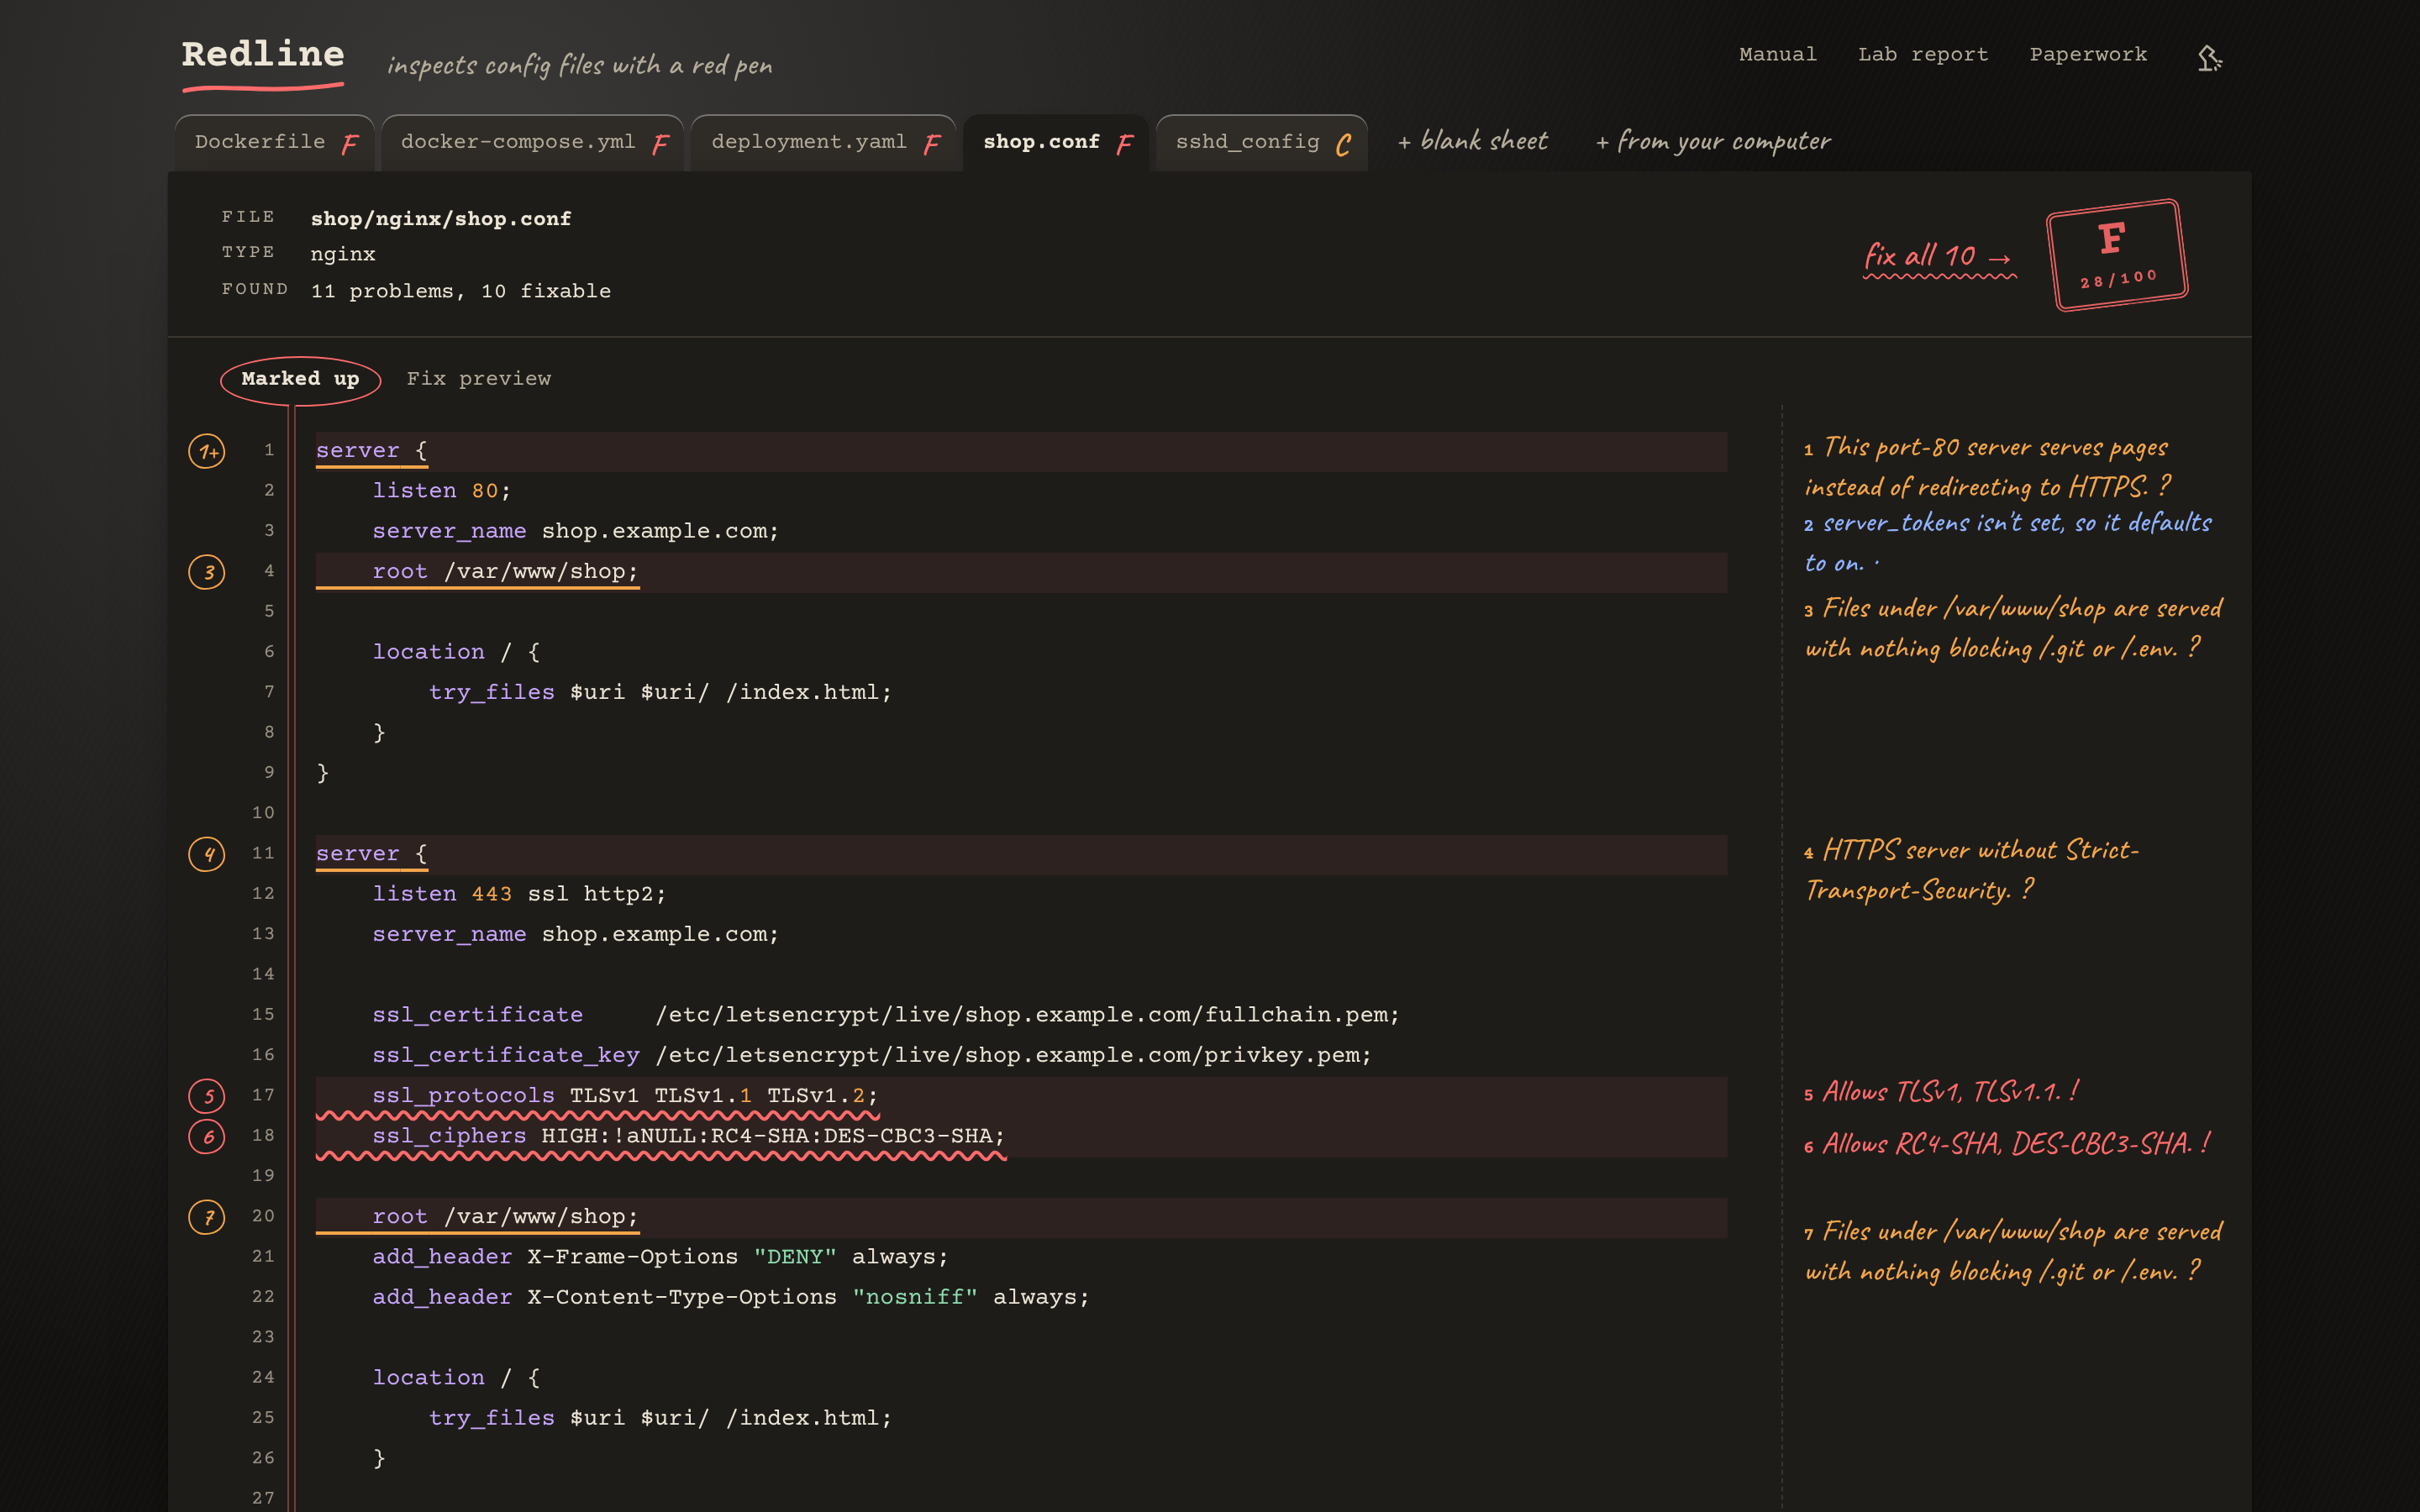 Redline
inspects config files with a red pen
Manual
Lab report
Paperwork
Dockerfile F
docker-compose.yml F
deployment.yaml F
shop.conf F
sshd_config C
+ blank sheet
+ from your computer
FILE shop/nginx/shop.conf
TYPE nginx
FOUND 11 problems, 10 fixable
fix all 10 →
F
28/100
Marked up
Fix preview
1+ 1 server {
2     listen 80;
3     server_name shop.example.com;
3 4     root /var/www/shop;
5
6     location / {
7         try_files $uri $uri/ /index.html;
8     }
9 }
10
4 11 server {
12     listen 443 ssl http2;
13     server_name shop.example.com;
14
15     ssl_certificate     /etc/letsencrypt/live/shop.example.com/fullchain.pem;
16     ssl_certificate_key /etc/letsencrypt/live/shop.example.com/privkey.pem;
5 17     ssl_protocols TLSv1 TLSv1.1 TLSv1.2;
6 18     ssl_ciphers HIGH:!aNULL:RC4-SHA:DES-CBC3-SHA;
19
7 20     root /var/www/shop;
21     add_header X-Frame-Options "DENY" always;
22     add_header X-Content-Type-Options "nosniff" always;
23
24     location / {
25         try_files $uri $uri/ /index.html;
26     }
27
1 This port-80 server serves pages
instead of redirecting to HTTPS. ?
2 server_tokens isn't set, so it defaults
to on. ·
3 Files under /var/www/shop are served
with nothing blocking /.git or /.env. ?
4 HTTPS server without Strict-
Transport-Security. ?
5 Allows TLSv1, TLSv1.1. !
6 Allows RC4-SHA, DES-CBC3-SHA. !
7 Files under /var/www/shop are served
with nothing blocking /.git or /.env. ?